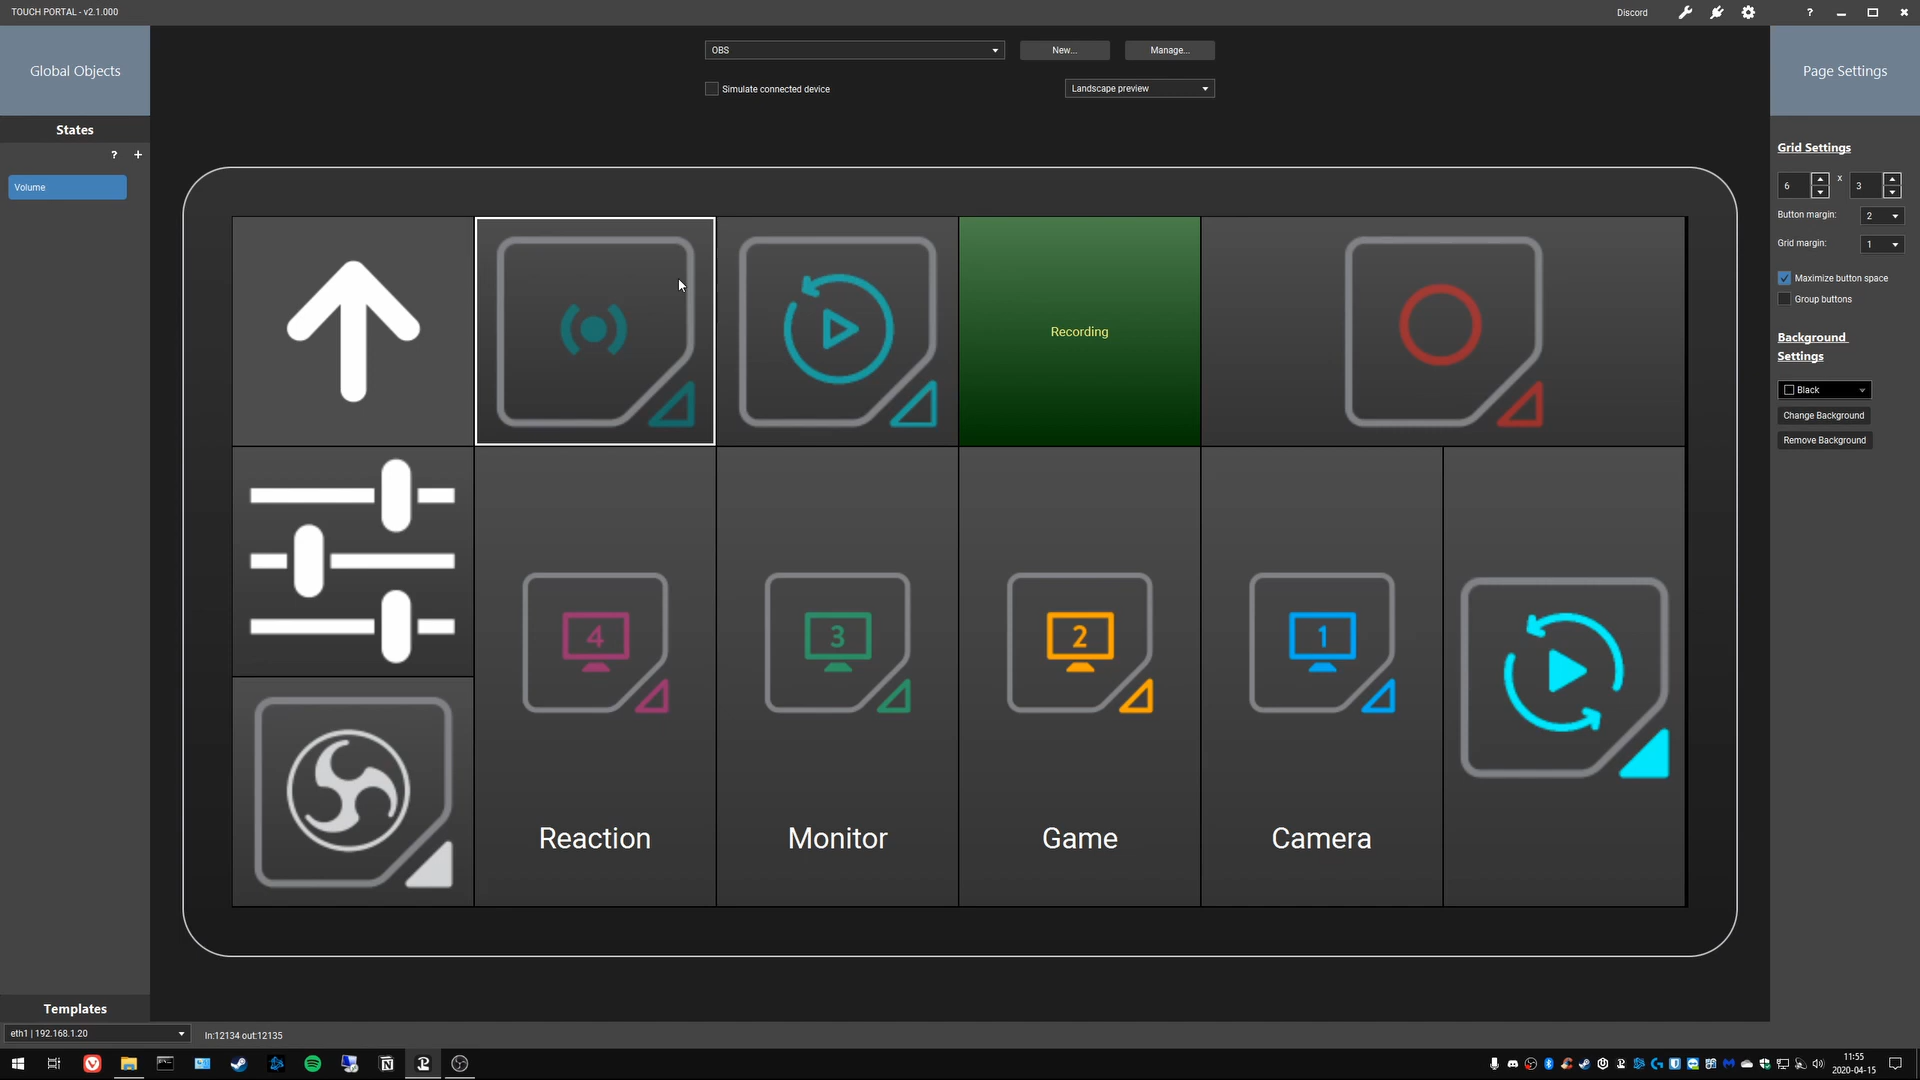 TOUCH PORTAL - v2.1.000
Discord
?
Global Objects
OBS
New...
Manage...
Page Settings
Simulate connected device
Landscape preview
States
? +
Volume
Grid Settings
6 x 3
Button margin: 2
Grid margin: 1
Maximize button space
Group buttons
Background
Settings
Black
Change Background
Remove Background
Recording
4
3
2
1
Reaction
Monitor
Game
Camera
Templates
eth1 | 192.168.1.20
In:12134 out:12135
11:55
2020-04-15